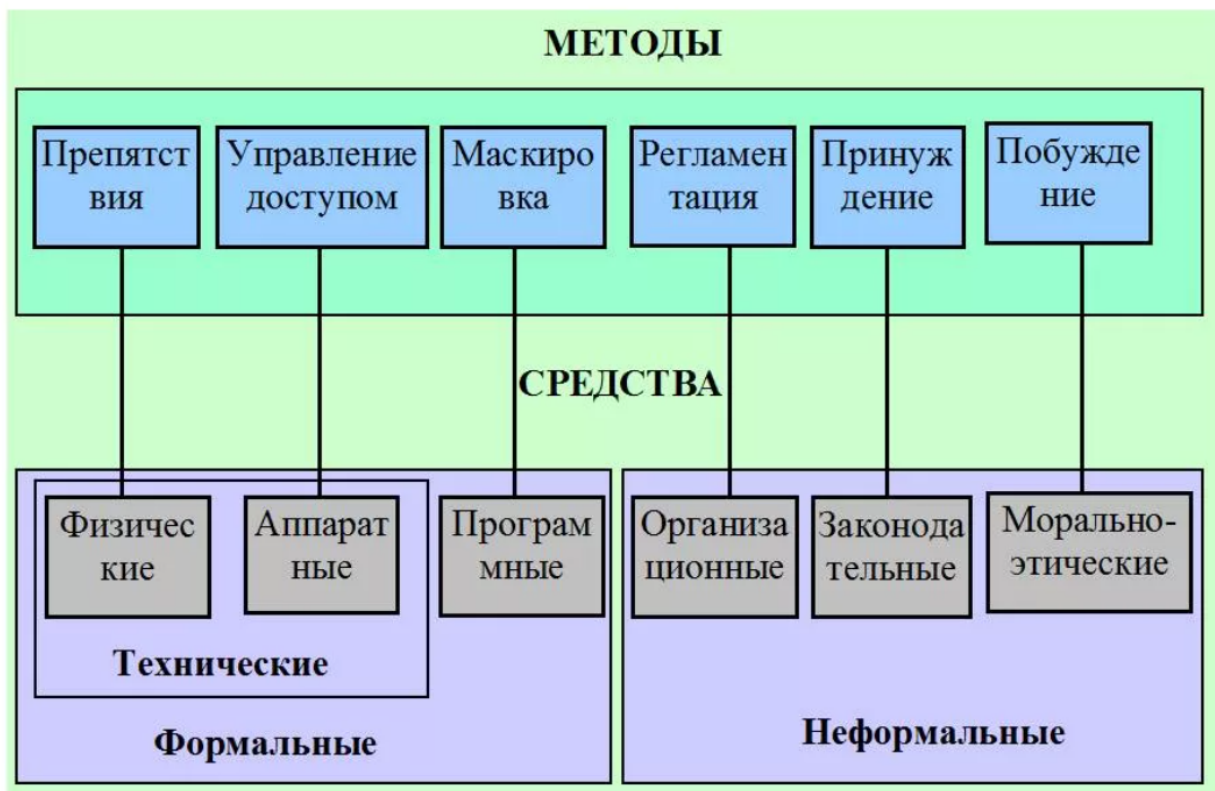 МЕТОДЫ
Препятст
вия
Управление
доступом
Маскиро
вка
Регламен
тация
Принуж
дение
Побужде
ние
СРЕДСТВА
Физичес
кие
Аппарат
ные
Програм
мные
Организа
ционные
Законода
тельные
Морально-
этические
Технические
Формальные
Неформальные